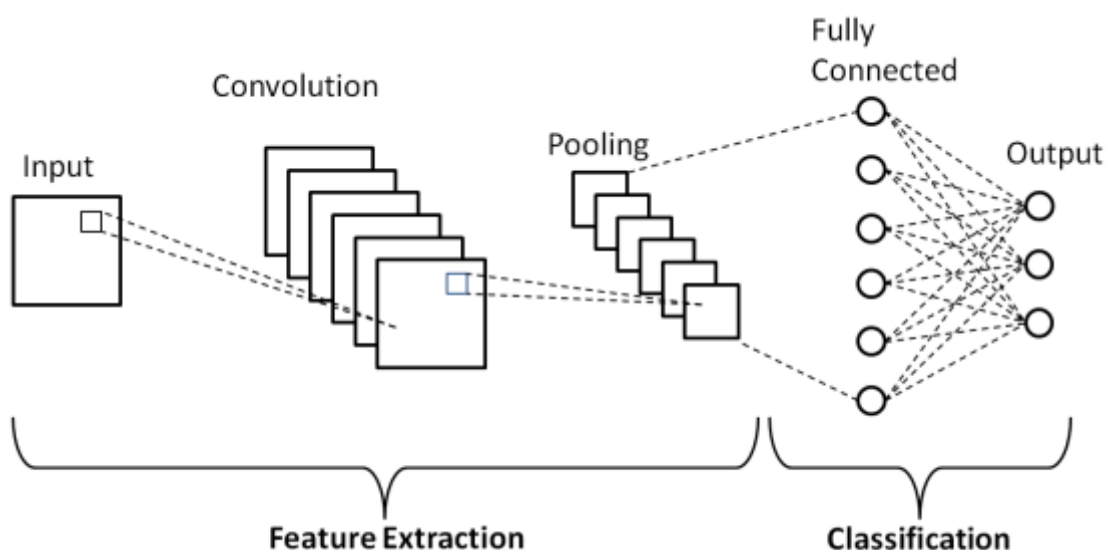 Input
Convolution
Pooling
Fully
Connected
Output
Feature Extraction
Classification